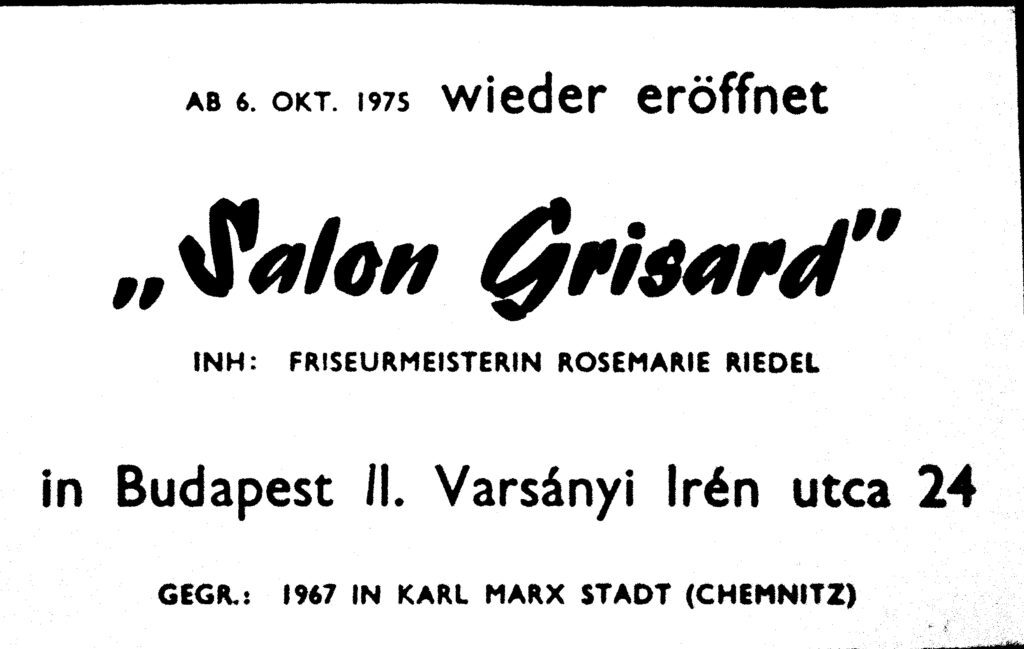 AB 6. OKT. 1975 wieder eröffnet
„Salon Grisard”
INH: FRISEURMEISTERIN ROSEMARIE RIEDEL
in Budapest II. Varsányi Irén utca 24
GEGR.: 1967 IN KARL MARX STADT (CHEMNITZ)